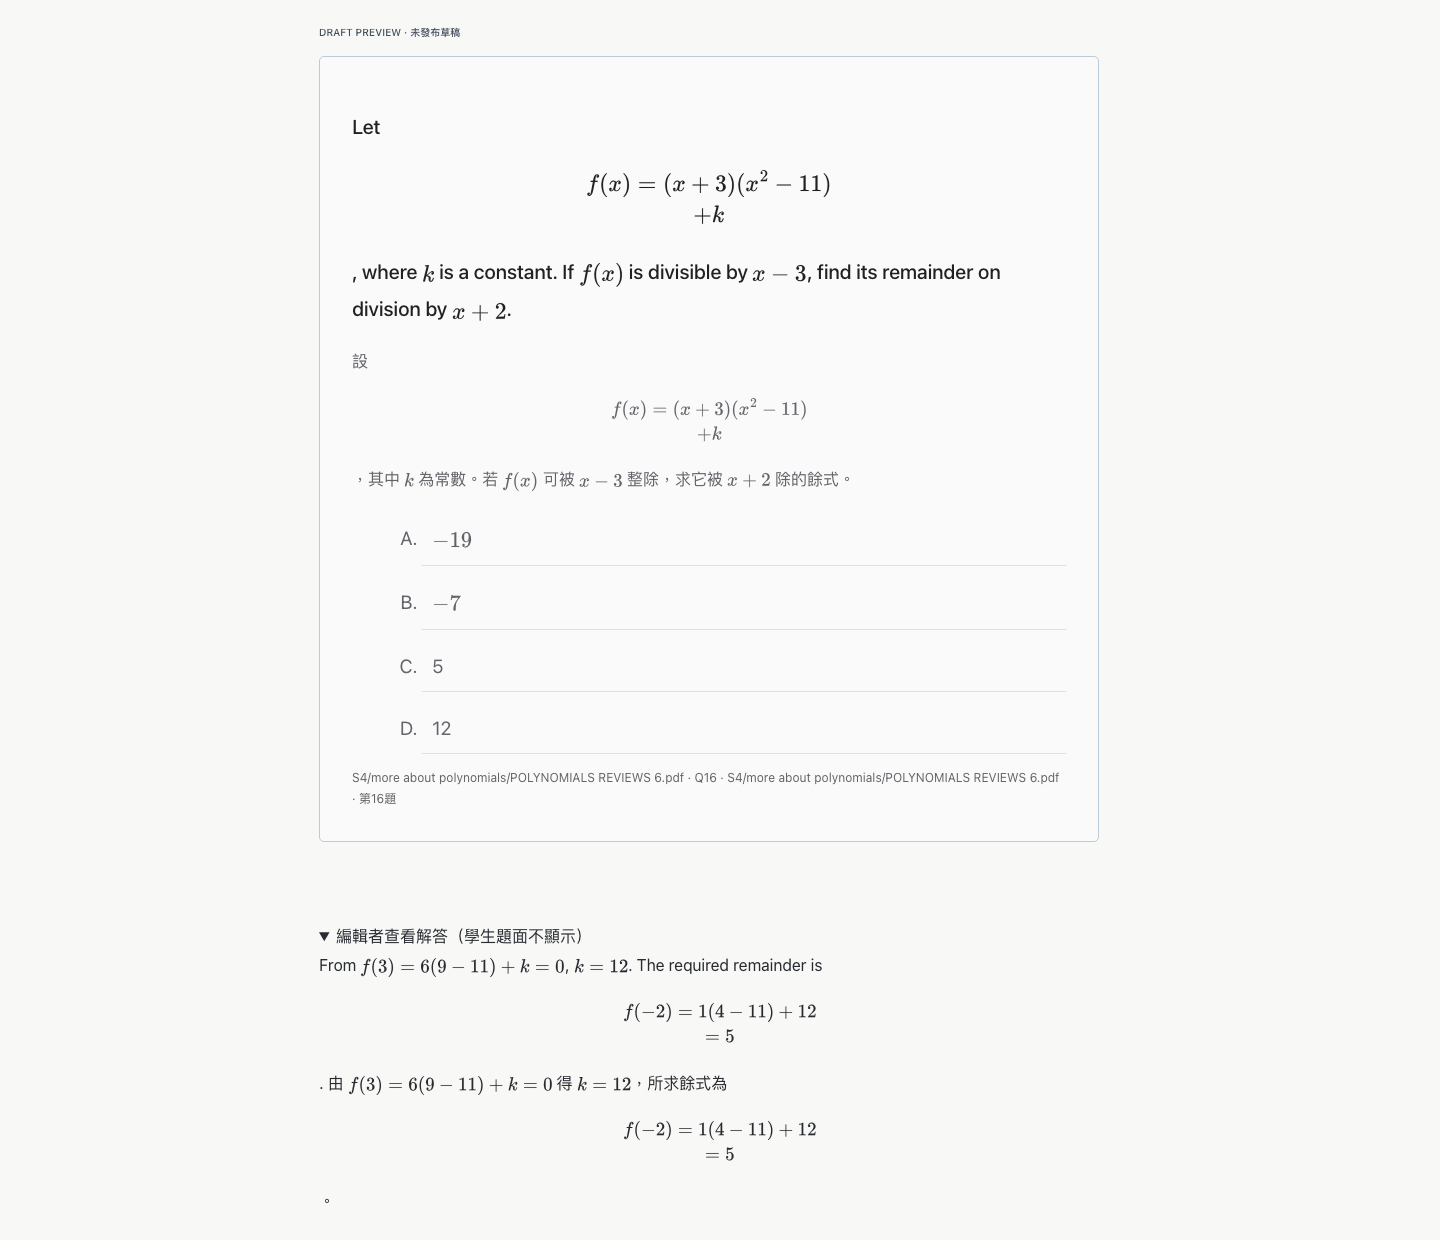 DRAFT PREVIEW · 未發布草稿
Let
f(x) = (x + 3)(x² − 11)
+k
, where k is a constant. If f(x) is divisible by x − 3, find its remainder on
division by x + 2.
設
f(x) = (x + 3)(x² − 11)
+k
，其中 k 為常數。若 f(x) 可被 x − 3 整除，求它被 x + 2 除的餘式。
A. −19
B. −7
C. 5
D. 12
S4/more about polynomials/POLYNOMIALS REVIEWS 6.pdf · Q16 · S4/more about polynomials/POLYNOMIALS REVIEWS 6.pdf
· 第16題
▼ 編輯者查看解答（學生題面不顯示）
From f(3) = 6(9 − 11) + k = 0, k = 12. The required remainder is
f(−2) = 1(4 − 11) + 12
= 5
. 由 f(3) = 6(9 − 11) + k = 0 得 k = 12，所求餘式為
f(−2) = 1(4 − 11) + 12
= 5
。